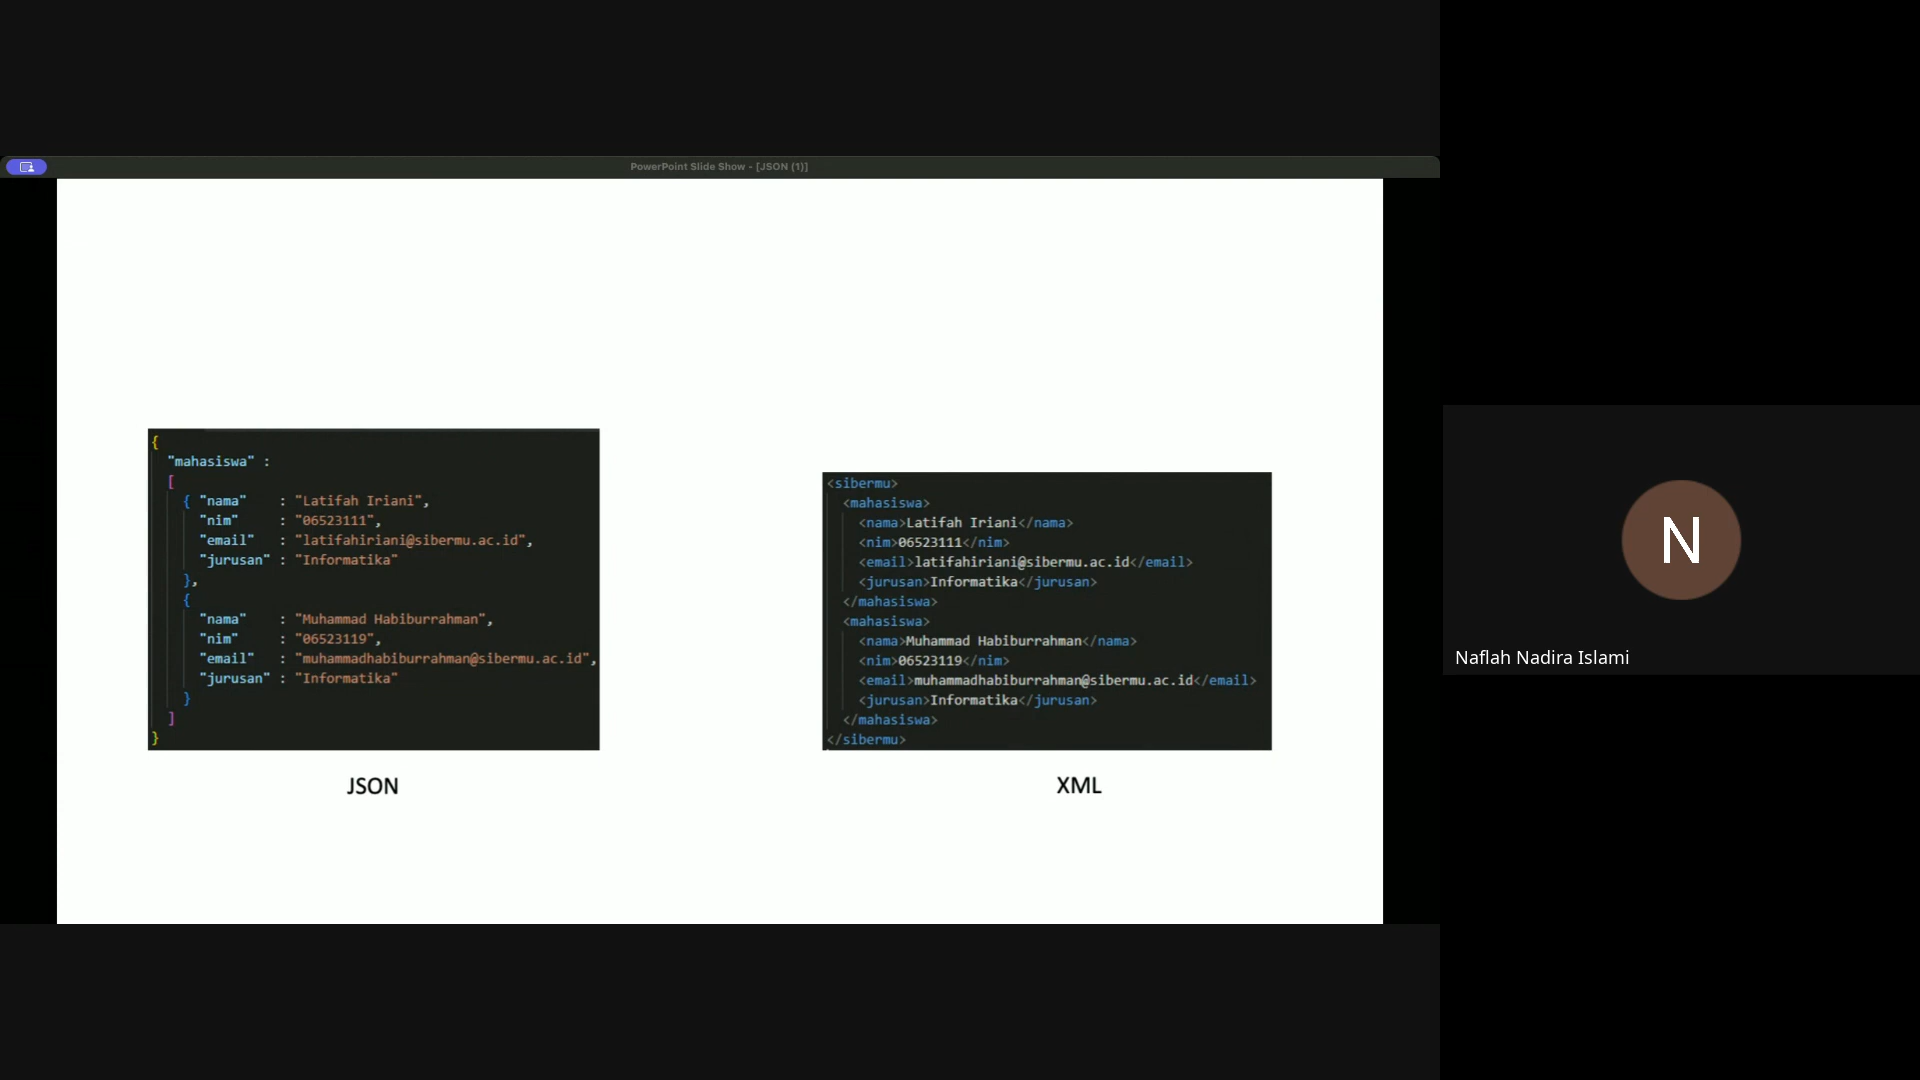 PowerPoint Slide Show - [JSON (1)]
{
"mahasiswa" :
[
{ "nama" : "Latifah Iriani",
"nim" : "06523111",
"email" : "latifahiriani@sibermu.ac.id",
"jurusan" : "Informatika"
},
{
"nama" : "Muhammad Habiburrahman",
"nim" : "06523119",
"email" : "muhammadhabiburrahman@sibermu.ac.id",
"jurusan" : "Informatika"
}
]
}
JSON
<sibermu>
<mahasiswa>
<nama>Latifah Iriani</nama>
<nim>06523111</nim>
<email>latifahiriani@sibermu.ac.id</email>
<jurusan>Informatika</jurusan>
</mahasiswa>
<mahasiswa>
<nama>Muhammad Habiburrahman</nama>
<nim>06523119</nim>
<email>muhammadhabiburrahman@sibermu.ac.id</email>
<jurusan>Informatika</jurusan>
</mahasiswa>
</sibermu>
XML
N
Naflah Nadira Islami